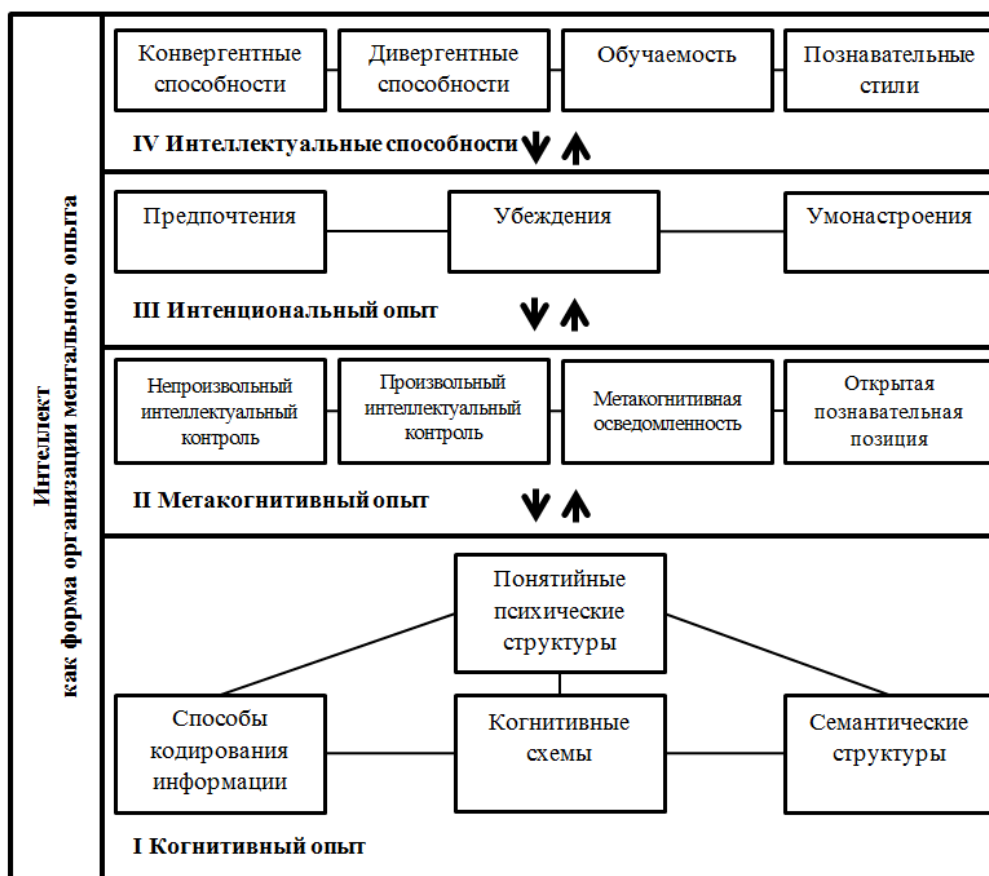 Интеллект
как форма организации ментального опыта
Конвергентные
способности
Дивергентные
способности
Обучаемость
Познавательные
стили
IV Интеллектуальные способности
Предпочтения
Убеждения
Умонастроения
III Интенциональный опыт
Непроизвольный
интеллектуальный
контроль
Произвольный
интеллектуальный
контроль
Метакогнитивная
осведомленность
Открытая
познавательная
позиция
II Метакогнитивный опыт
Понятийные
психические
структуры
Способы
кодирования
информации
Когнитивные
схемы
Семантические
структуры
I Когнитивный опыт